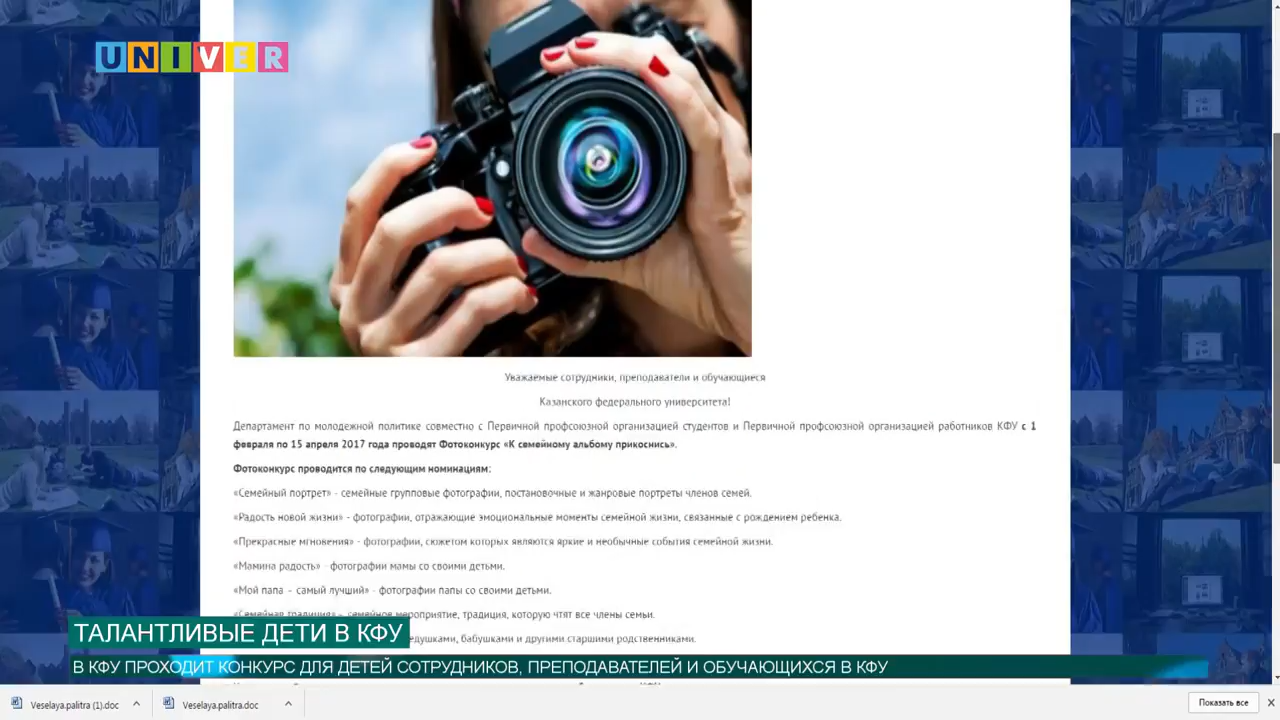 UNIVER
Уважаемые сотрудники, преподаватели и обучающиеся
Казанского федерального университета!
Департамент по молодежной политике совместно с Первичной профсоюзной организацией студентов и Первичной профсоюзной организацией работников КФУ с 1
февраля по 15 апреля 2017 года проводят Фотоконкурс «К семейному альбому прикоснись».
Фотоконкурс проводится по следующим номинациям:
«Семейный портрет» - семейные групповые фотографии, постановочные и жанровые портреты членов семей.
«Радость новой жизни» - фотографии, отражающие эмоциональные моменты семейной жизни, связанные с рождением ребенка.
«Прекрасные мгновения» - фотографии, сюжетом которых являются яркие и необычные события семейной жизни.
«Мамина радость» - фотографии мамы со своими детьми.
«Мой папа - самый лучший» - фотографии папы со своими детьми.
«Семейная традиция» - семейное мероприятие, традиция, которую чтят все члены семьи.
бабушками и другими старшими родственниками.
ТАЛАНТЛИВЫЕ ДЕТИ В КФУ
В КФУ ПРОХОДИТ КОНКУРС ДЛЯ ДЕТЕЙ СОТРУДНИКОВ, ПРЕПОДАВАТЕЛЕЙ И ОБУЧАЮЩИХСЯ В КФУ
Veselaya.palitra (1).doc
Veselaya.palitra.doc
Показать все